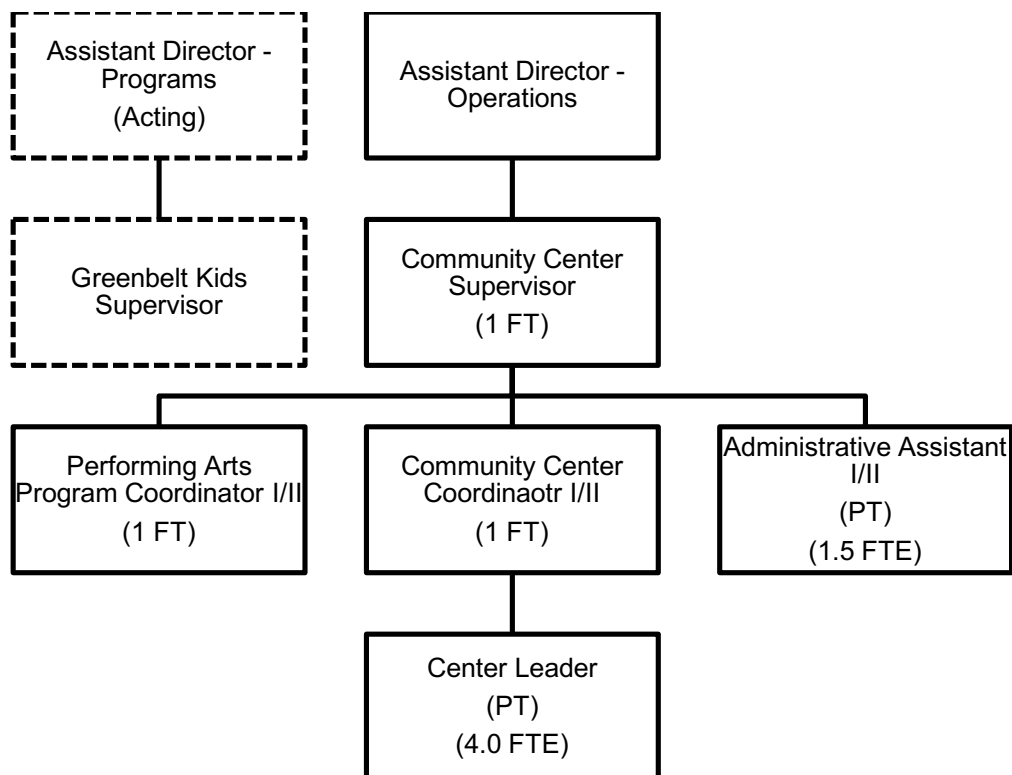 Assistant Director -
Programs
(Acting)
Assistant Director -
Operations
Greenbelt Kids
Supervisor
Community Center
Supervisor
(1 FT)
Performing Arts
Program Coordinator I/II
(1 FT)
Community Center
Coordinaotr I/II
(1 FT)
Administrative Assistant
I/II
(PT)
(1.5 FTE)
Center Leader
(PT)
(4.0 FTE)